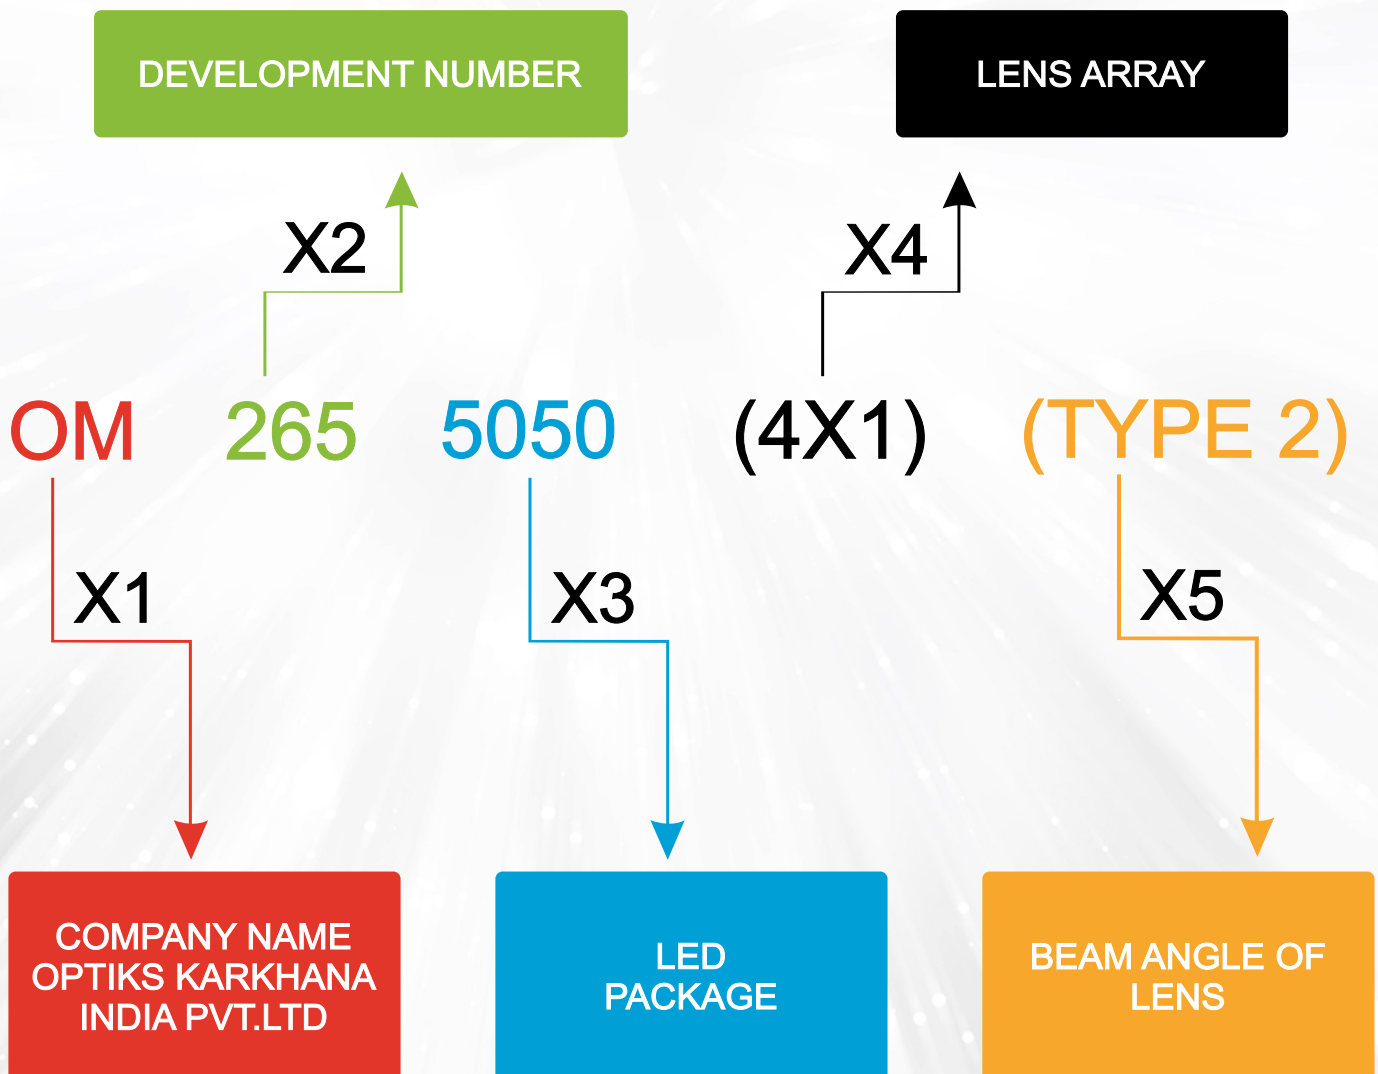 DEVELOPMENT NUMBER
LENS ARRAY
X2
X4
OM 265 5050 (4X1) (TYPE 2)
X1
X3
X5
COMPANY NAME
OPTIKS KARKHANA
INDIA PVT.LTD
LED
PACKAGE
BEAM ANGLE OF
LENS